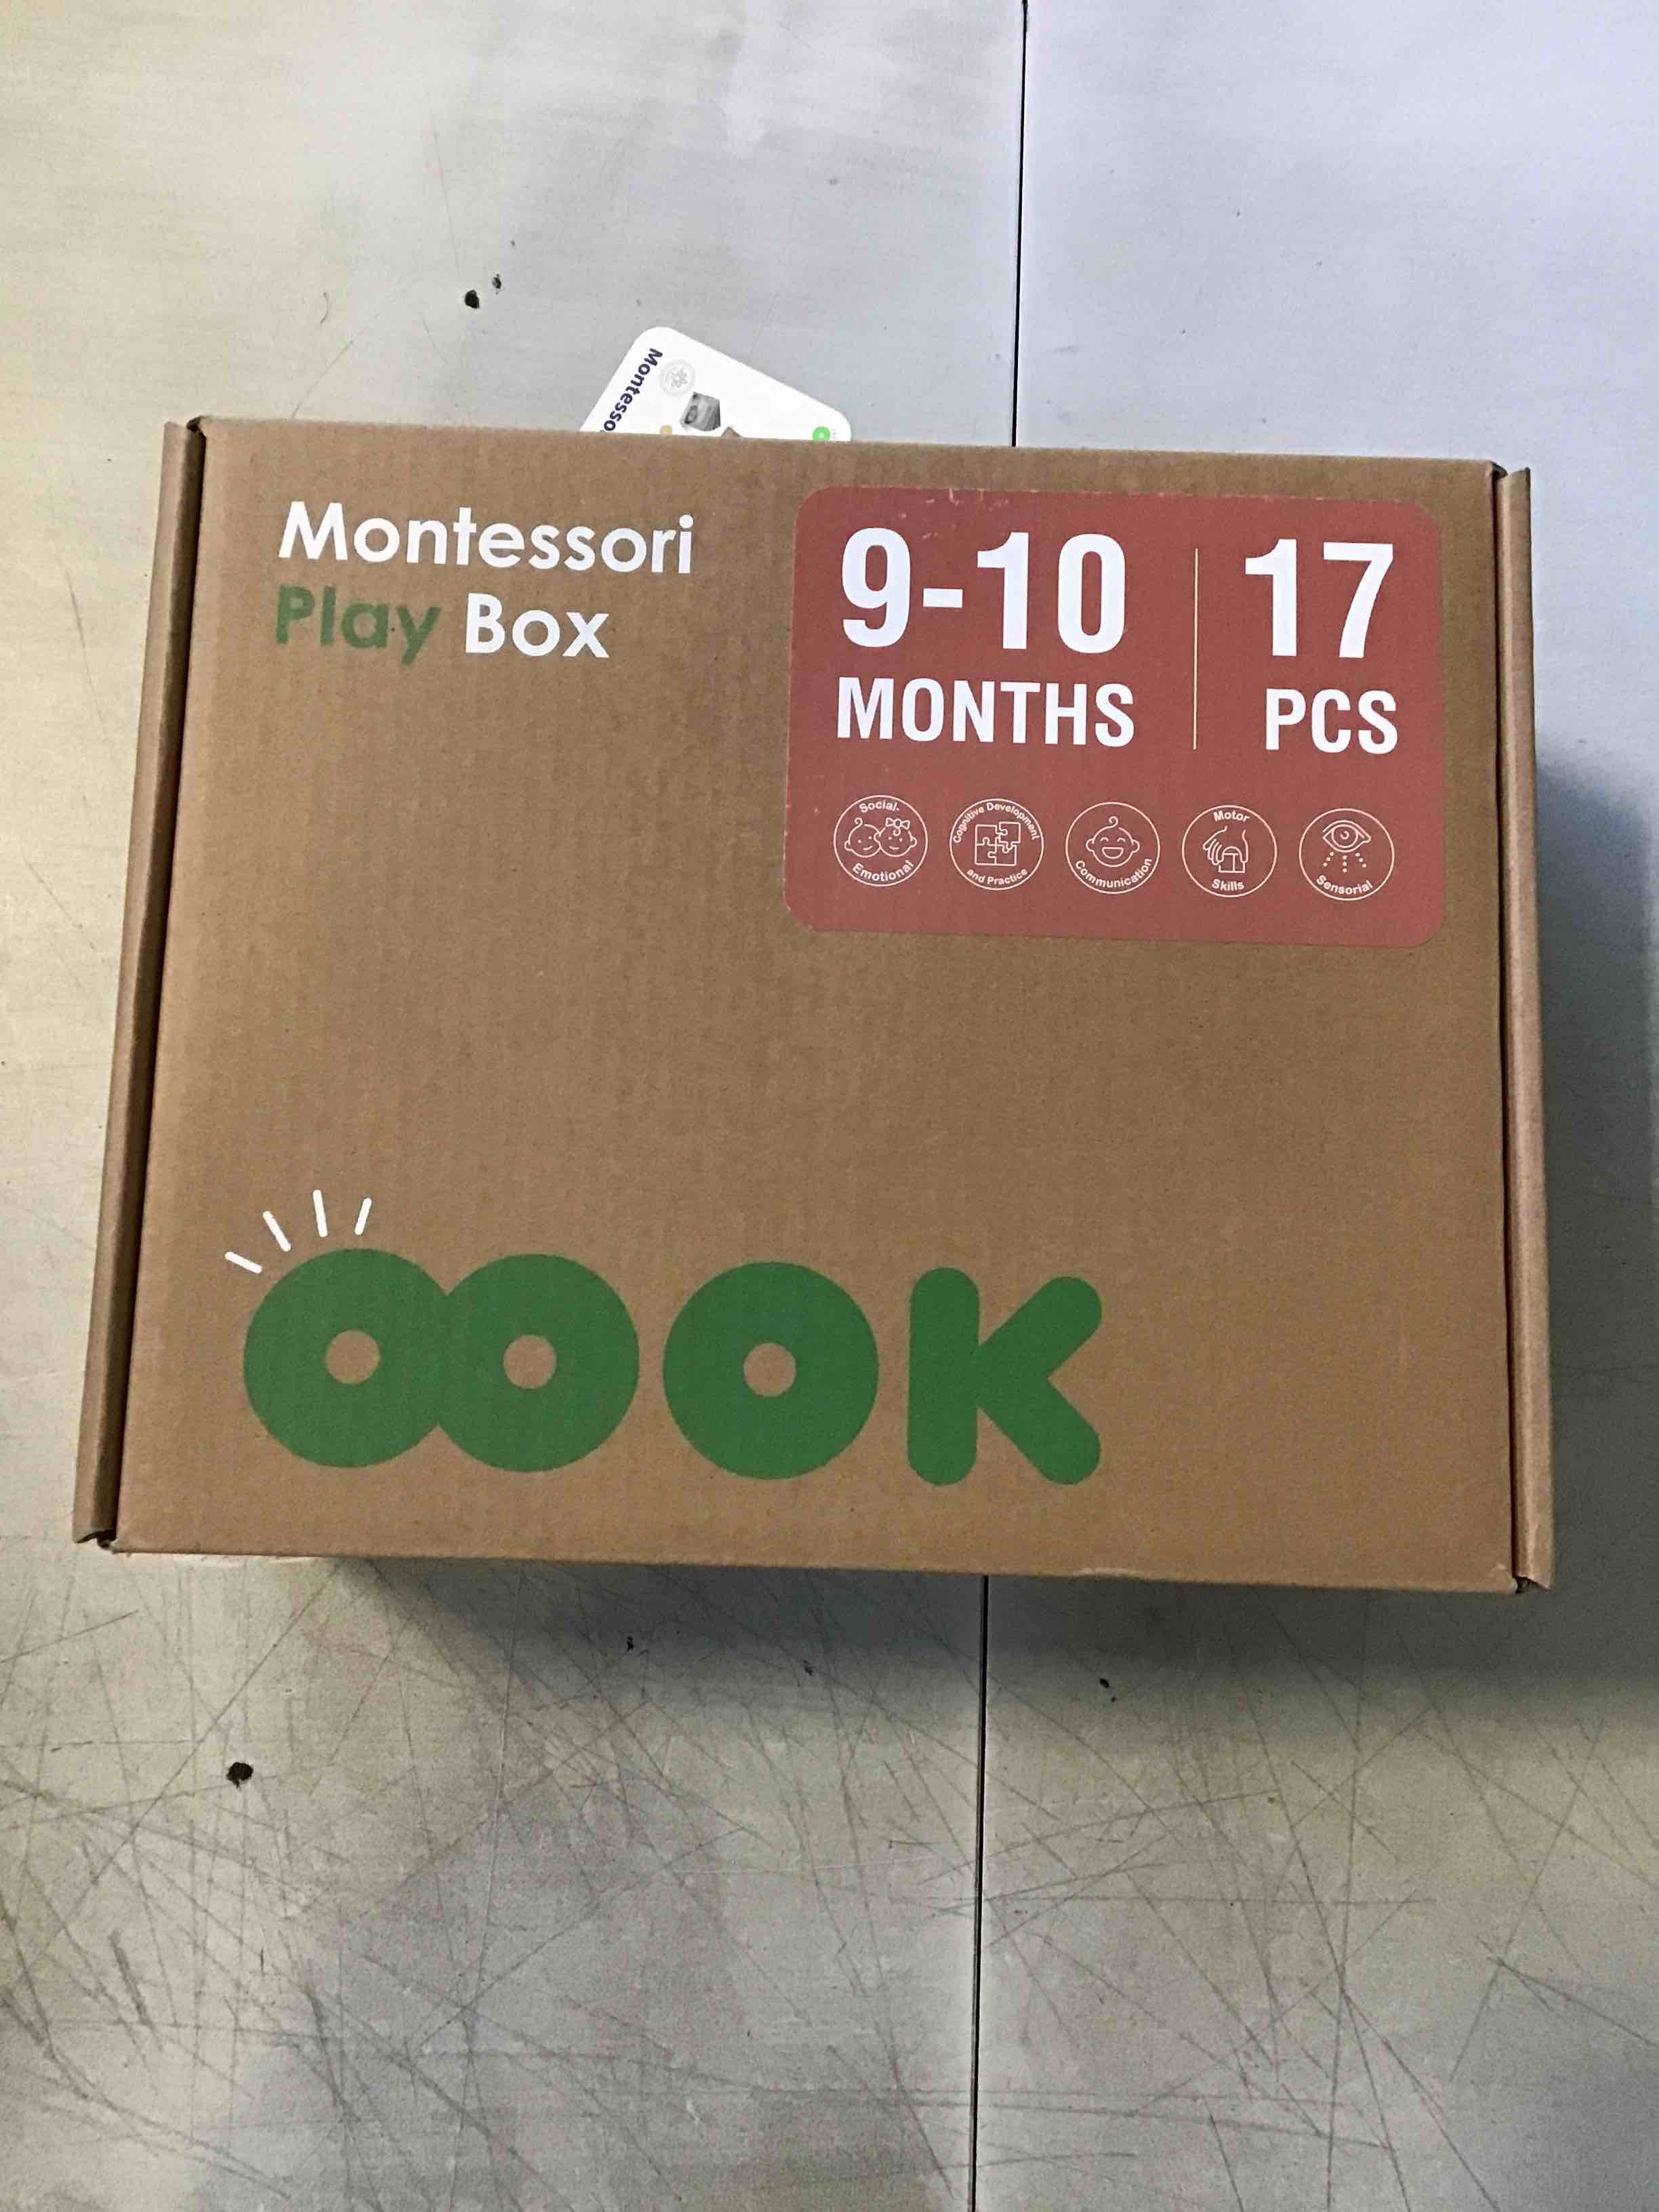 Montesso
Montessori
Play Box
9-10
MONTHS
17
PCS
Social-
Emotional
Cognitive Development
and Practice
Communication
Motor
Skills
Sensorial
OOOK